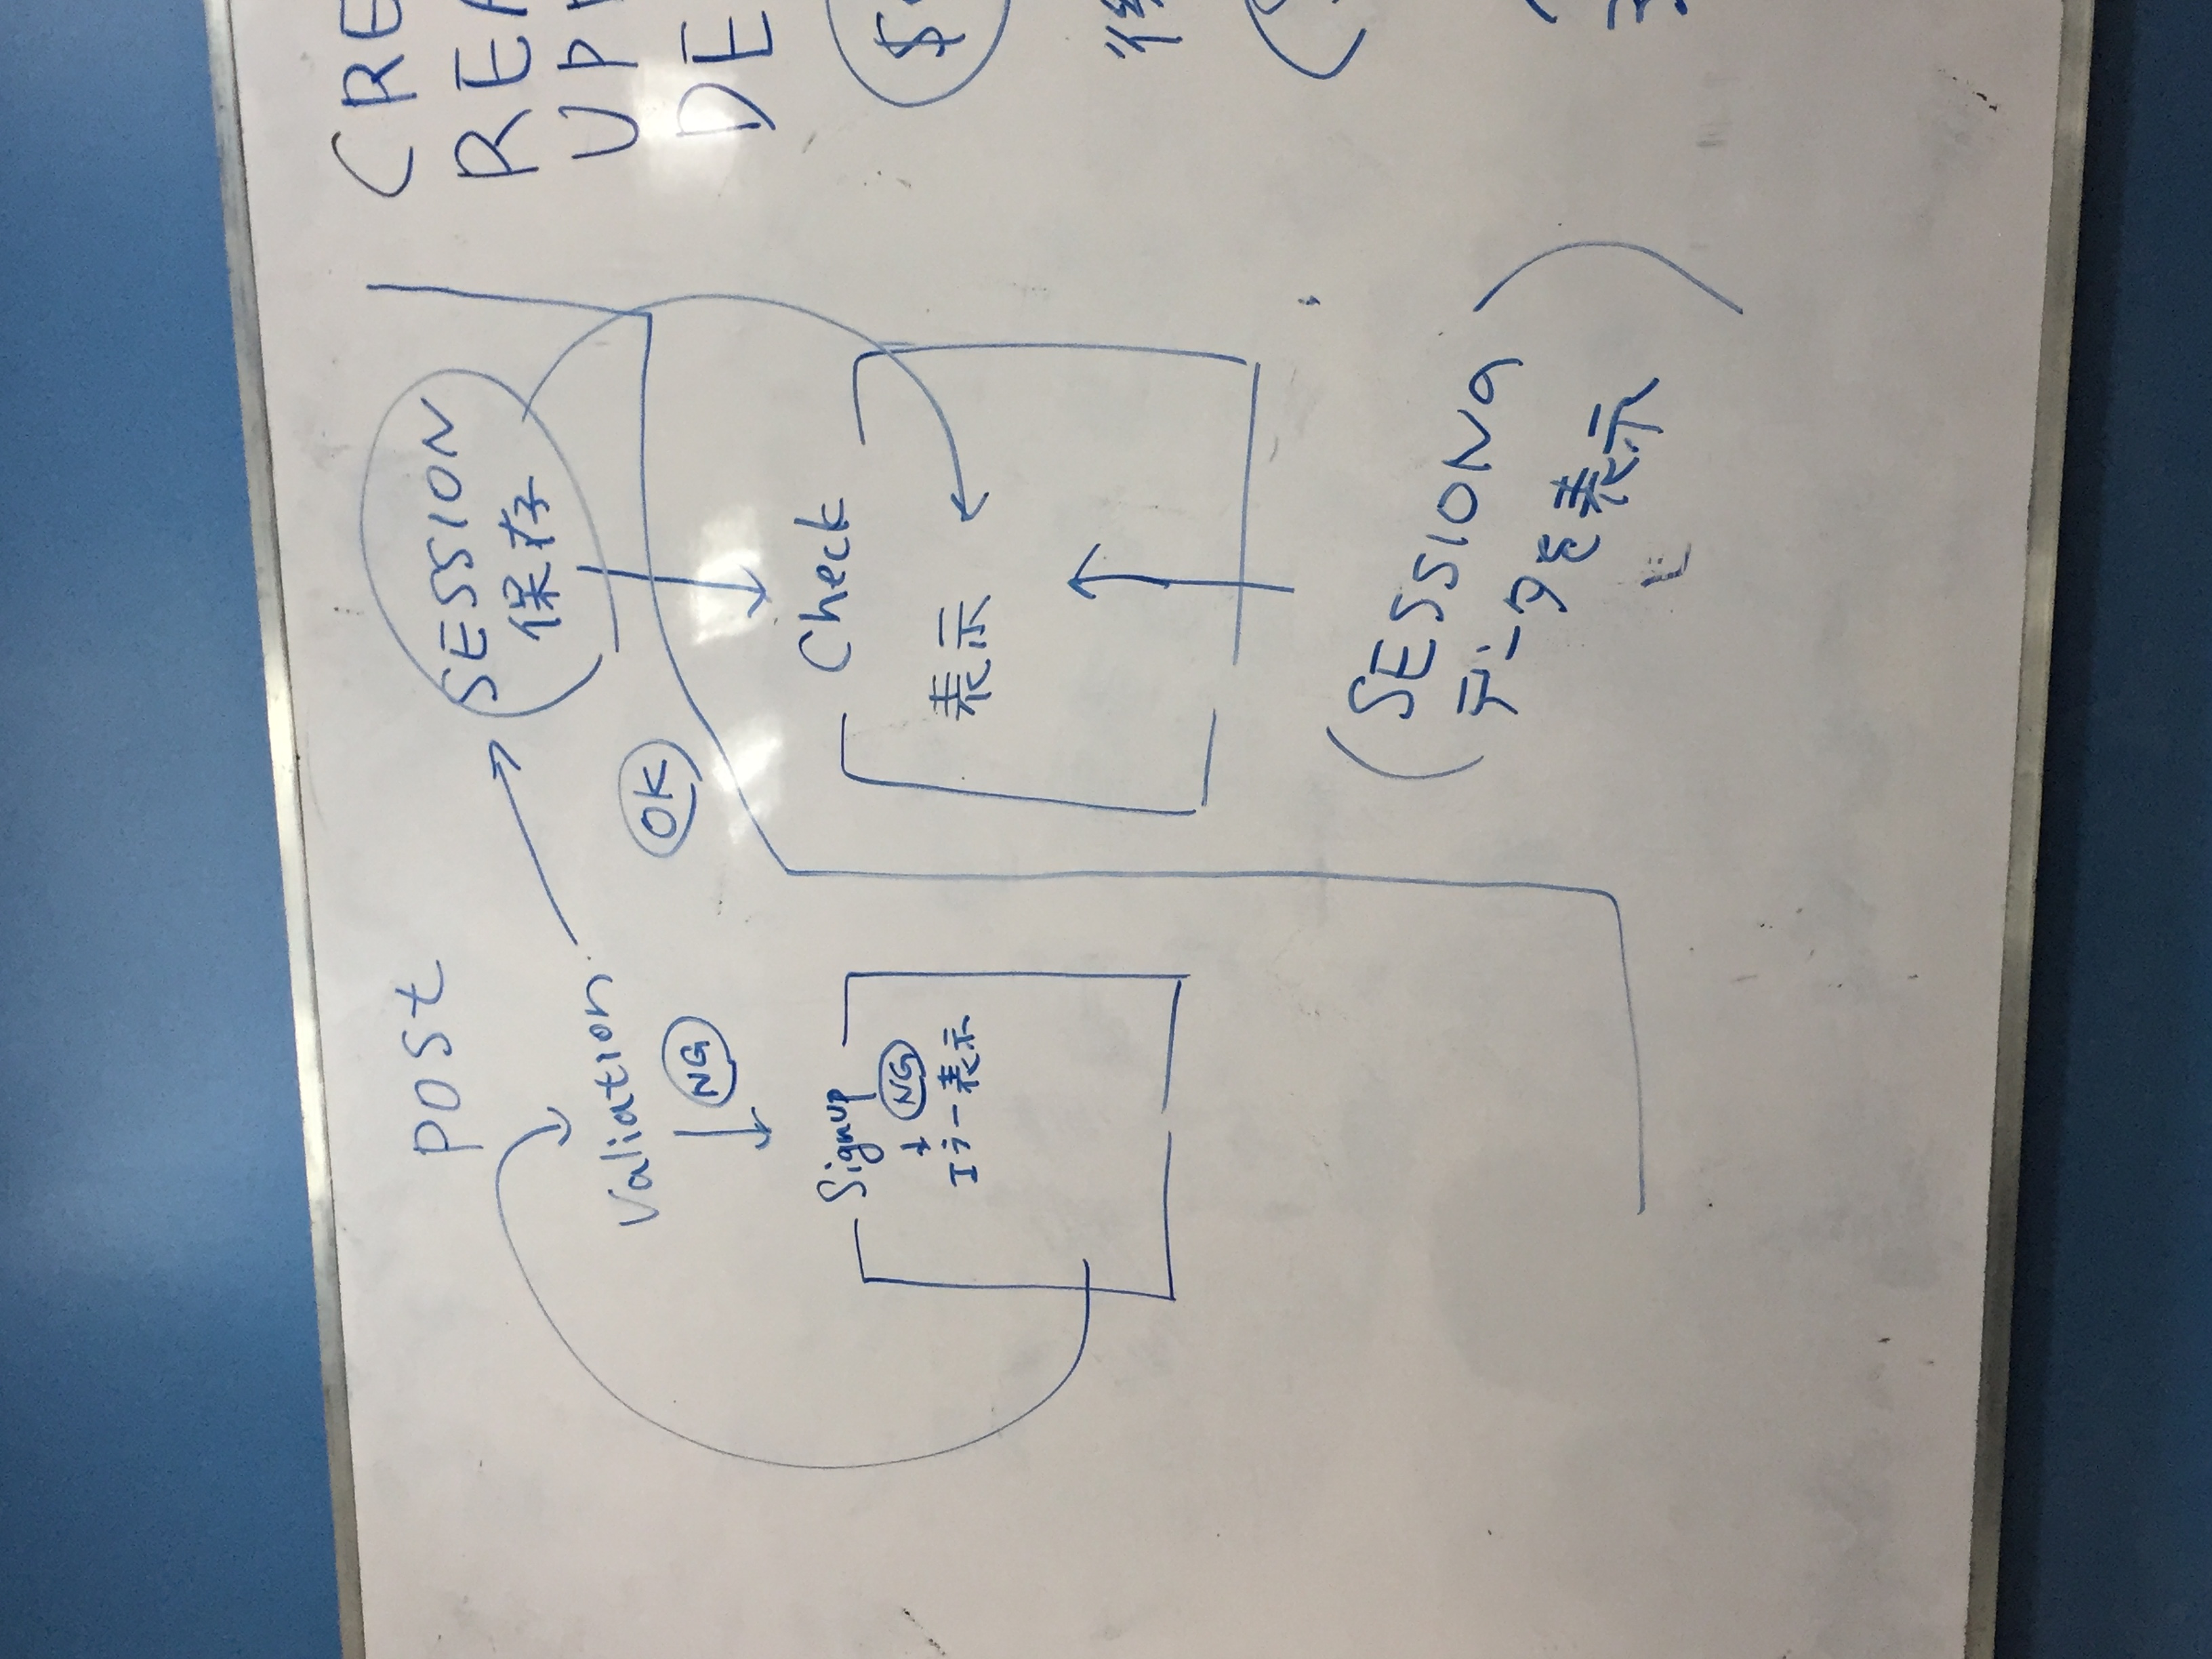 POST
Valiation
NG
Signup
NG
エラー表示
SESSION
保存
OK
Check
表示
(SESSIONの
データを表示)
CRE
REA
UP
DE
$
後